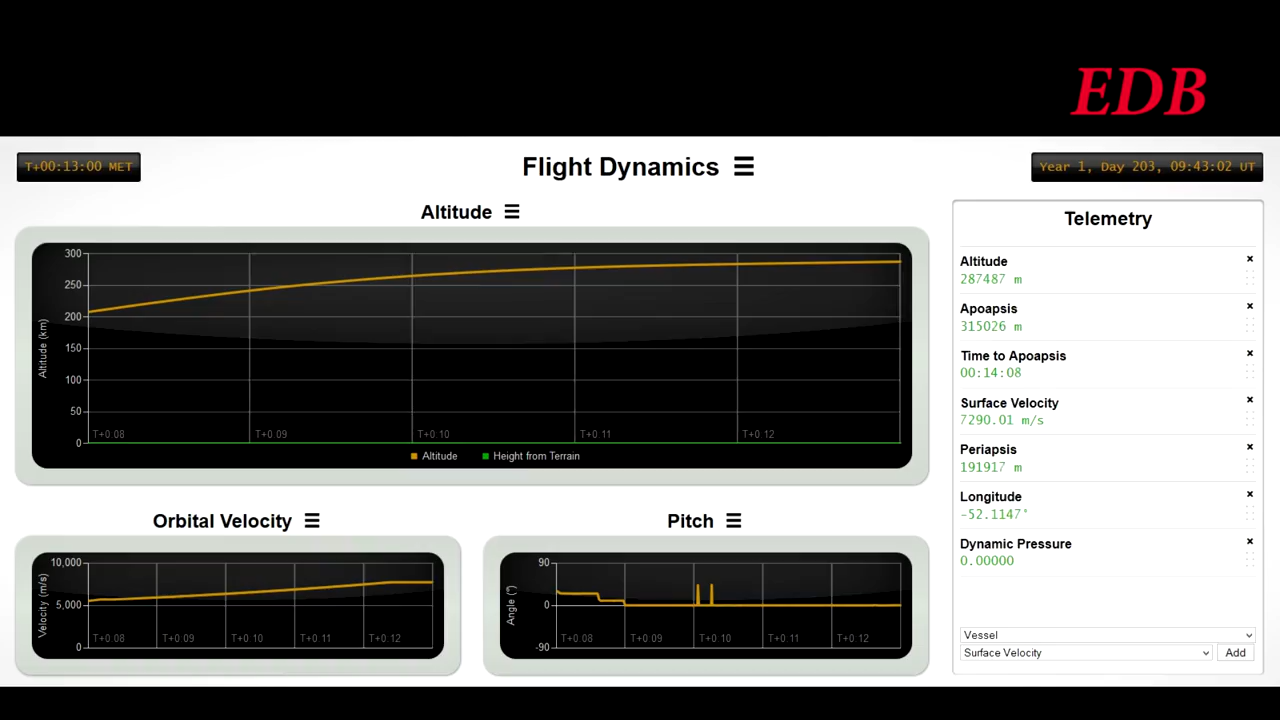 EDB
T+00:13:00 MET
Flight Dynamics
Year 1, Day 203, 09:43:02 UT
Altitude
300
250
200
150
100
50
0
Altitude (km)
T+0 08
T+0 09
T+0:10
T+0:11
T+0 12
Altitude
Height from Terrain
Orbital Velocity
10,000
5,000
0
Velocity (m/s)
T+0 08
T+0 09
T+0 10
T+0:11
T+0 12
Pitch
90
0
-90
Angle (°)
T+0 08
T+0 09
T+0 10
T+0:11
T+0 12
Telemetry
Altitude
287487 m
Apoapsis
315026 m
Time to Apoapsis
00:14:08
Surface Velocity
7290.01 m/s
Periapsis
191917 m
Longitude
-52.1147°
Dynamic Pressure
0.00000
Vessel
Surface Velocity
Add